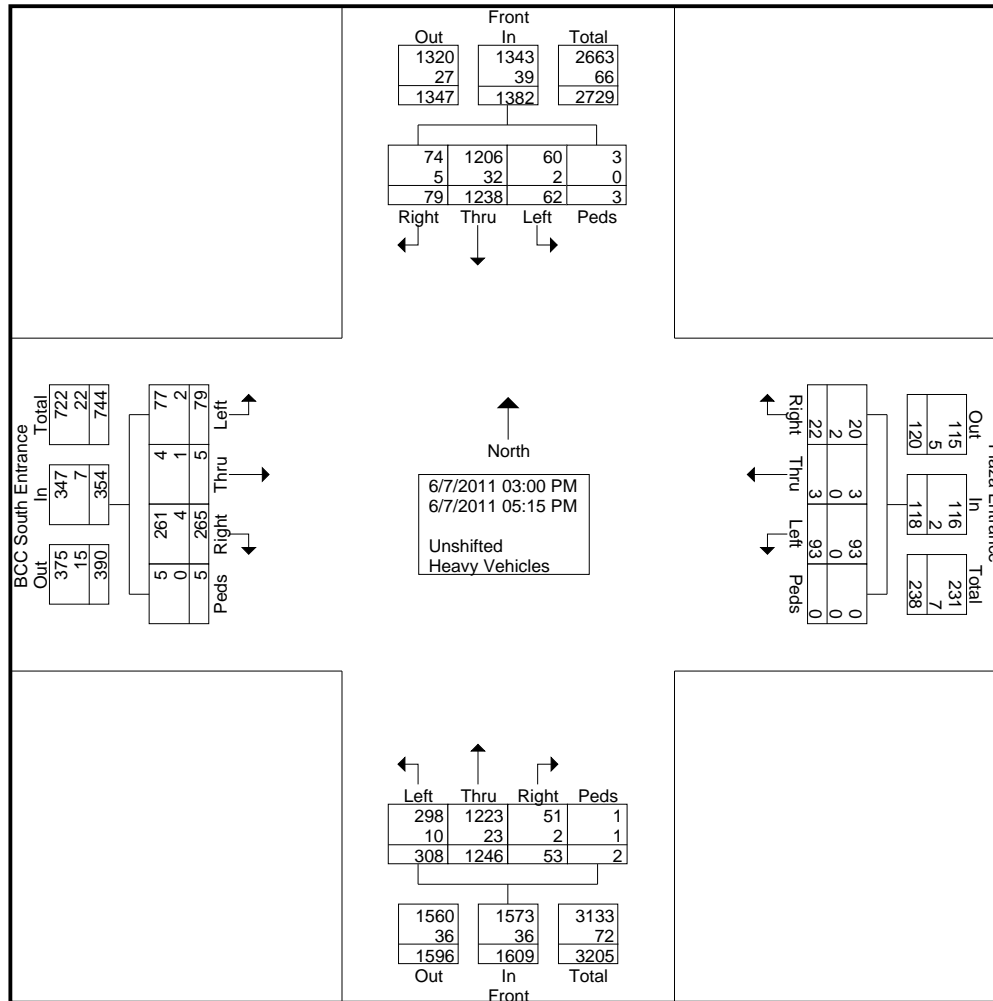 Front
Out In Total
1320 1343 2663
27 39 66
1347 1382 2729
74 1206 60 3
5 32 2 0
79 1238 62 3
Right Thru Left Peds
BCC South Entrance
Out In Total
375 347 722
15 7 22
390 354 744
Peds Right Thru Left
5 261 4 77
0 4 1 2
5 265 5 79
North
6/7/2011 03:00 PM
6/7/2011 05:15 PM
Unshifted
Heavy Vehicles
Right Thru Left Peds
20 3 93 0
2 0 0 0
22 3 93 0
Entrance
Out In Total
115 116 231
5 2 7
120 118 238
Left Thru Right Peds
298 1223 51 1
10 23 2 1
308 1246 53 2
1560 1573 3133
36 36 72
1596 1609 3205
Out In Total
Front